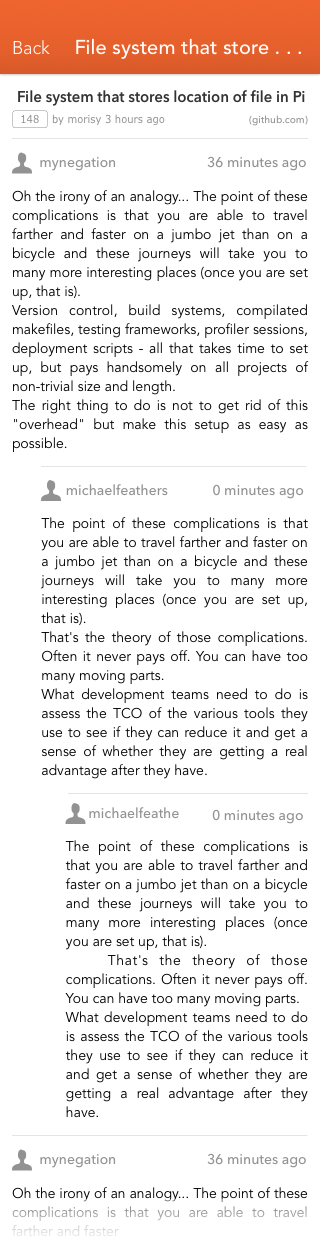 Back File system that store . . .
File system that stores location of file in Pi
148 by morisy 3 hours ago (github.com)
mynegation 36 minutes ago
Oh the irony of an analogy... The point of these
complications is that you are able to travel
farther and faster on a jumbo jet than on a
bicycle and these journeys will take you to
many more interesting places (once you are set
up, that is).
Version control, build systems, compilated
makefiles, testing frameworks, profiler sessions,
deployment scripts - all that takes time to set
up, but pays handsomely on all projects of
non-trivial size and length.
The right thing to do is not to get rid of this
"overhead" but make this setup as easy as
possible.
michaelfeathers 0 minutes ago
The point of these complications is that
you are able to travel farther and faster on
a jumbo jet than on a bicycle and these
journeys will take you to many more
interesting places (once you are set up,
that is).
That's the theory of those complications.
Often it never pays off. You can have too
many moving parts.
What development teams need to do is
assess the TCO of the various tools they
use to see if they can reduce it and get a
sense of whether they are getting a real
advantage after they have.
michaelfeathe 0 minutes ago
The point of these complications is
that you are able to travel farther and
faster on a jumbo jet than on a bicycle
and these journeys will take you to
many more interesting places (once
you are set up, that is).
That's the theory of those
complications. Often it never pays off.
You can have too many moving parts.
What development teams need to do
is assess the TCO of the various tools
they use to see if they can reduce it
and get a sense of whether they are
getting a real advantage after they
have.
mynegation 36 minutes ago
Oh the irony of an analogy... The point of these
complications is that you are able to travel
farther and faster